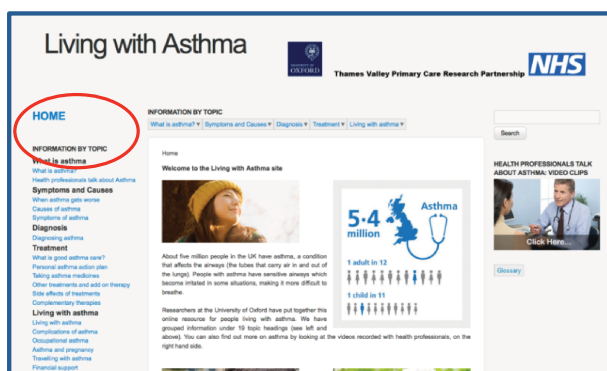 Living with Asthma
UNIVERSITY OF
OXFORD
Thames Valley Primary Care Research Partnership
NHS
HOME
INFORMATION BY TOPIC
What is asthma?
What is asthma?
Health professionals talk about Asthma
Symptoms and Causes
When asthma gets worse
Causes of asthma
Symptoms of asthma
Diagnosis
Diagnosing asthma
Treatment
What is good asthma care?
Personal asthma action plan
Taking asthma medicines
Other treatments and add on therapy
Side effects of treatments
Complementary therapies
Living with asthma
Living with asthma
Complications of asthma
Occupational asthma
Asthma and pregnancy
Travelling with asthma
Financial support
INFORMATION BY TOPIC
What is asthma? Symptoms and Causes Diagnosis Treatment Living with asthma
Home
Welcome to the Living with Asthma site
5·4
million
Asthma
1 adult in 12
1 child in 11
About five million people in the UK have asthma, a condition
that affects the airways (the tubes that carry air in and out of
the lungs). People with asthma have sensitive airways which
become irritated in some situations, making it more difficult to
breathe.
Researchers at the University of Oxford have put together this
online resource for people living with asthma. We have
grouped information under 19 topic headings (see left and
above). You can also find out more on asthma by looking at the videos recorded with health professionals, on the
right hand side.
Search
HEALTH PROFESSIONALS TALK
ABOUT ASTHMA: VIDEO CLIPS
Click Here...
Glossary